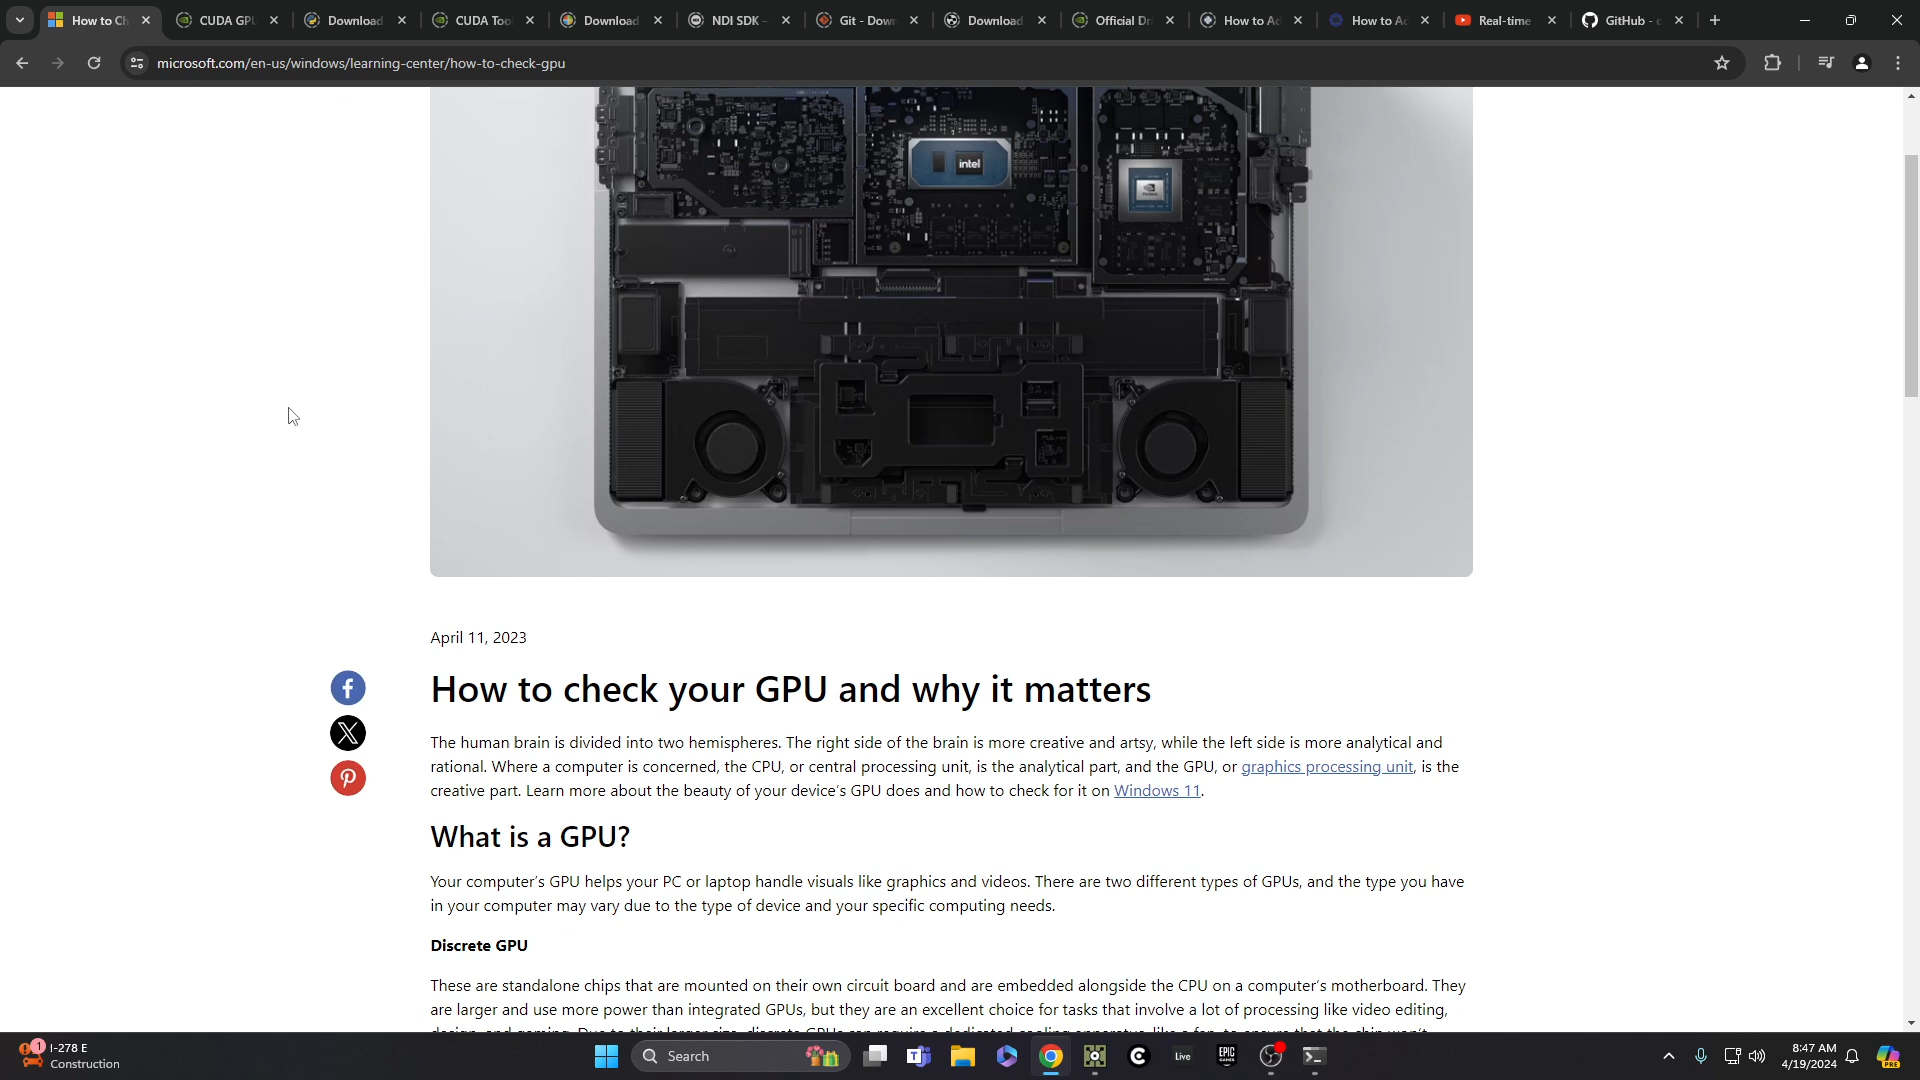 How to Ch
CUDA GPU
Download
CUDA Too
Download
NDI SDK -
Git - Down
Download
Official Dri
How to Ad
How to Ac
Real-time
GitHub -
microsoft.com/en-us/windows/learning-center/how-to-check-gpu
intel
April 11, 2023
How to check your GPU and why it matters
The human brain is divided into two hemispheres. The right side of the brain is more creative and artsy, while the left side is more analytical and
rational. Where a computer is concerned, the CPU, or central processing unit, is the analytical part, and the GPU, or graphics processing unit, is the
creative part. Learn more about the beauty of your device's GPU does and how to check for it on Windows 11.
What is a GPU?
Your computer's GPU helps your PC or laptop handle visuals like graphics and videos. There are two different types of GPUs, and the type you have
in your computer may vary due to the type of device and your specific computing needs.
Discrete GPU
These are standalone chips that are mounted on their own circuit board and are embedded alongside the CPU on a computer's motherboard. They
are larger and use more power than integrated GPUs, but they are an excellent choice for tasks that involve a lot of processing like video editing,
1
I-278 E
Construction
Search
Live
EPIC
GAMES
8:47 AM
4/19/2024
PRE